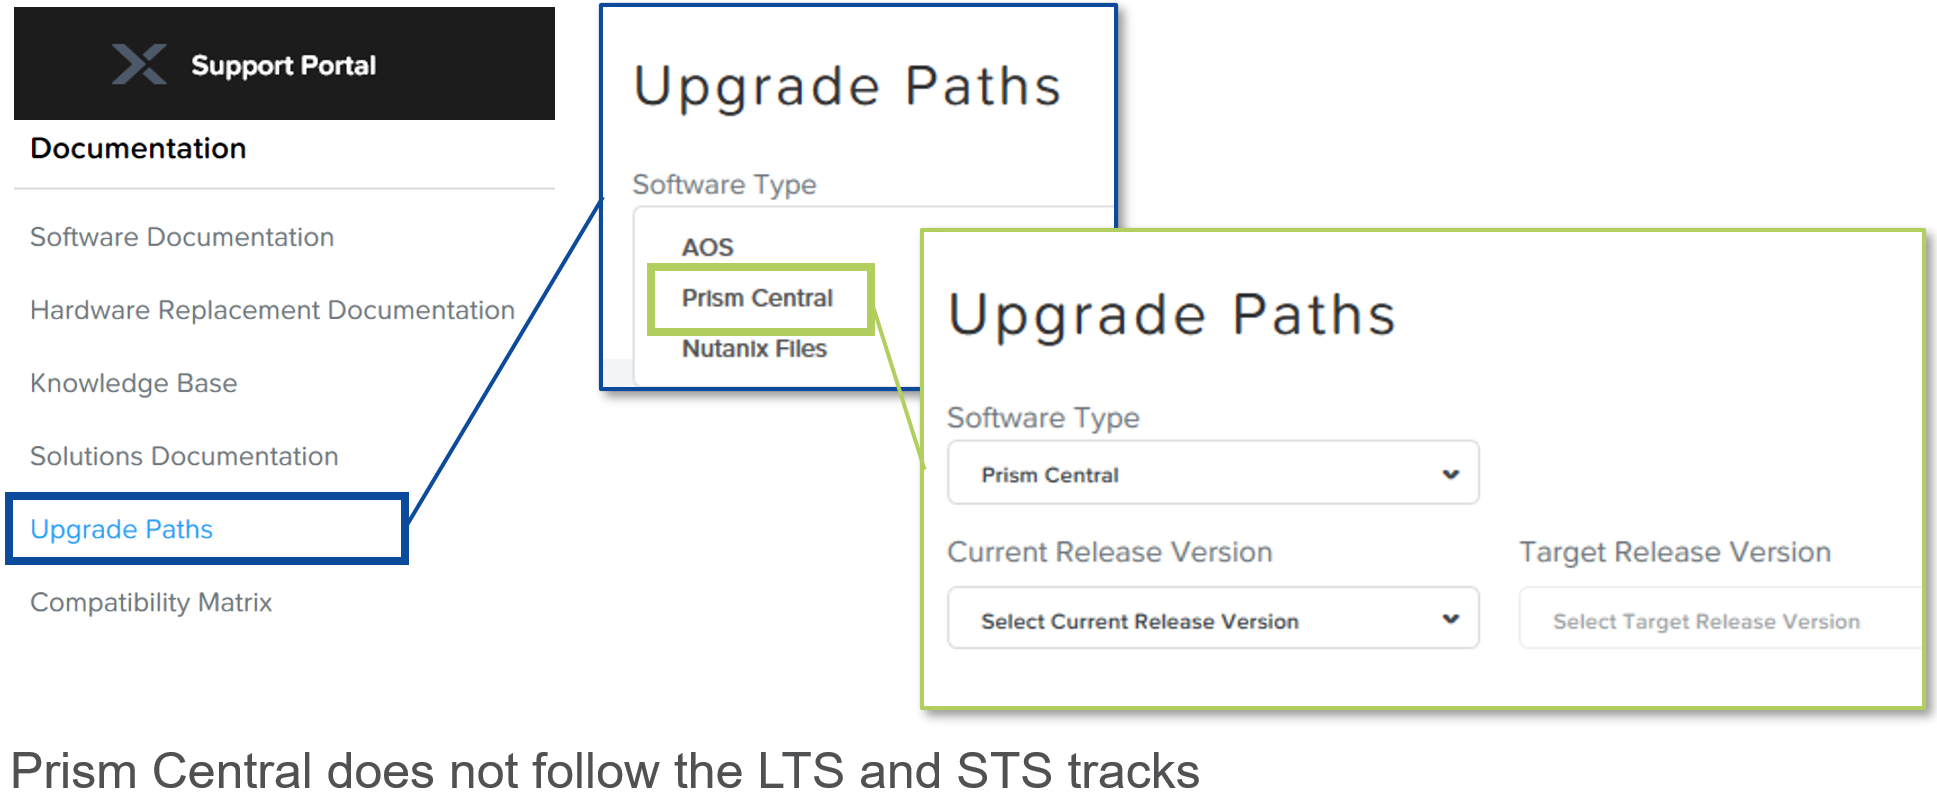 Support Portal
Documentation
Software Documentation
Hardware Replacement Documentation
Knowledge Base
Solutions Documentation
Upgrade Paths
Compatibility Matrix
Upgrade Paths
Software Type
AOS
Prism Central
Nutanix Files
Upgrade Paths
Software Type
Prism Central
Current Release Version
Target Release Version
Select Current Release Version
Select Target Release Version
Prism Central does not follow the LTS and STS tracks